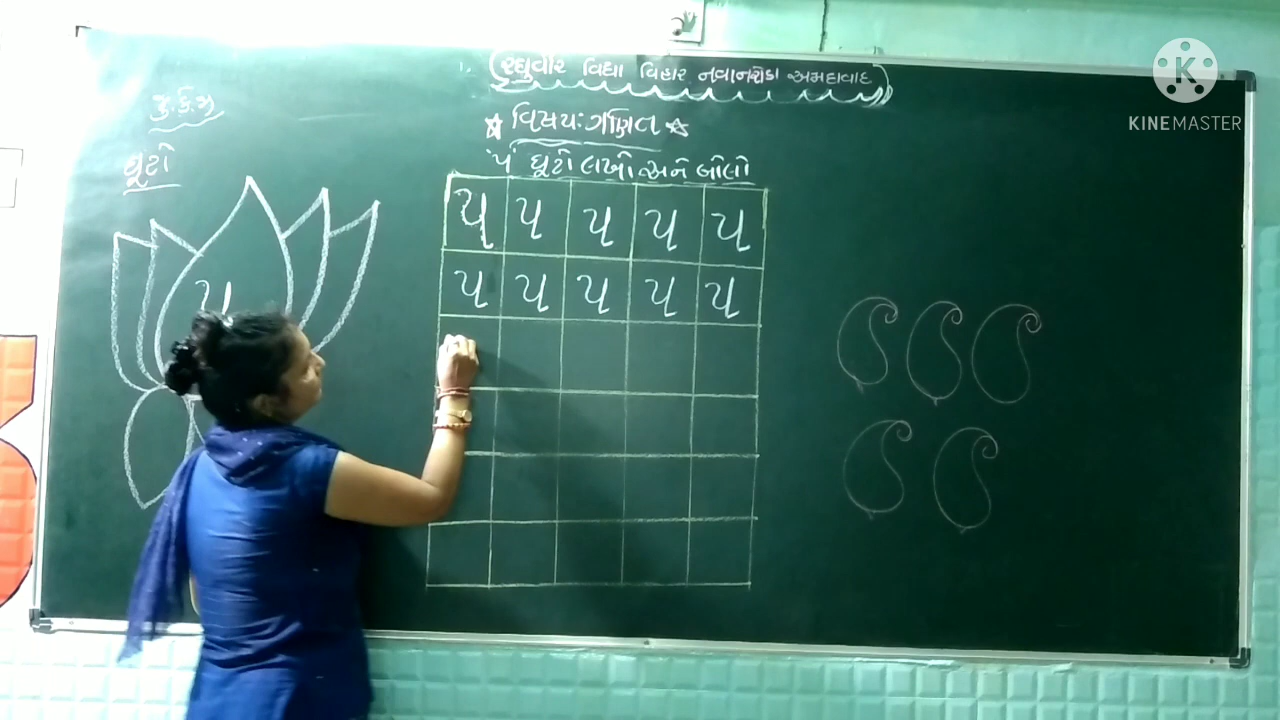 રઘુવીર વિદ્યા વિહાર નવાનરોડા અમદાવાદ
જુ.કે.જી
વિષય:ગણિત
ઘૂંટો
'૫' ઘૂંટો લખો અને બોલો
૫ ૫ ૫ ૫ ૫
૫ ૫ ૫ ૫ ૫
૫
K
KINEMASTER